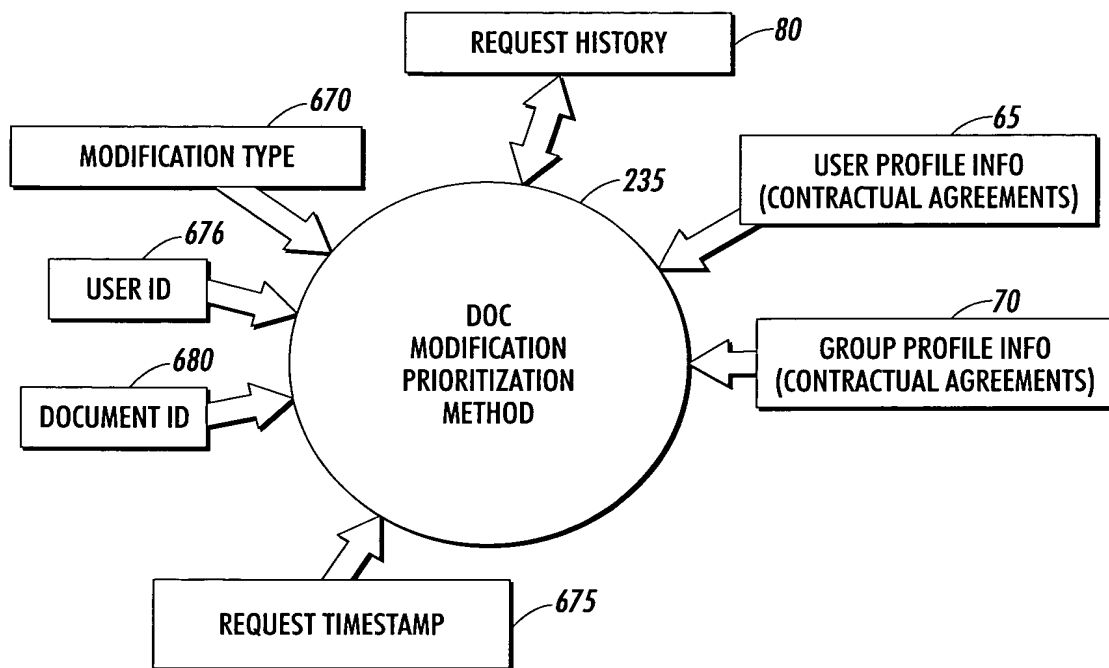 REQUEST HISTORY
80
670
MODIFICATION TYPE
65
USER PROFILE INFO
(CONTRACTUAL AGREEMENTS)
235
676
USER ID
DOC
MODIFICATION
PRIORITIZATION
METHOD
70
GROUP PROFILE INFO
(CONTRACTUAL AGREEMENTS)
680
DOCUMENT ID
REQUEST TIMESTAMP
675